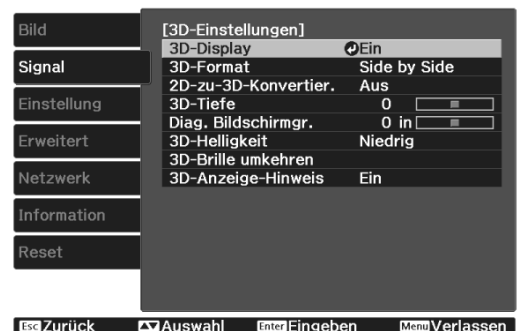 Bild
Signal
Einstellung
Erweitert
Netzwerk
Information
Reset
[3D-Einstellungen]
3D-Display Ein
3D-Format Side by Side
2D-zu-3D-Konvertier. Aus
3D-Tiefe 0
Diag. Bildschirmgr. 0 in
3D-Helligkeit Niedrig
3D-Brille umkehren
3D-Anzeige-Hinweis Ein
Esc Zurück Auswahl Enter Eingeben Menu Verlassen